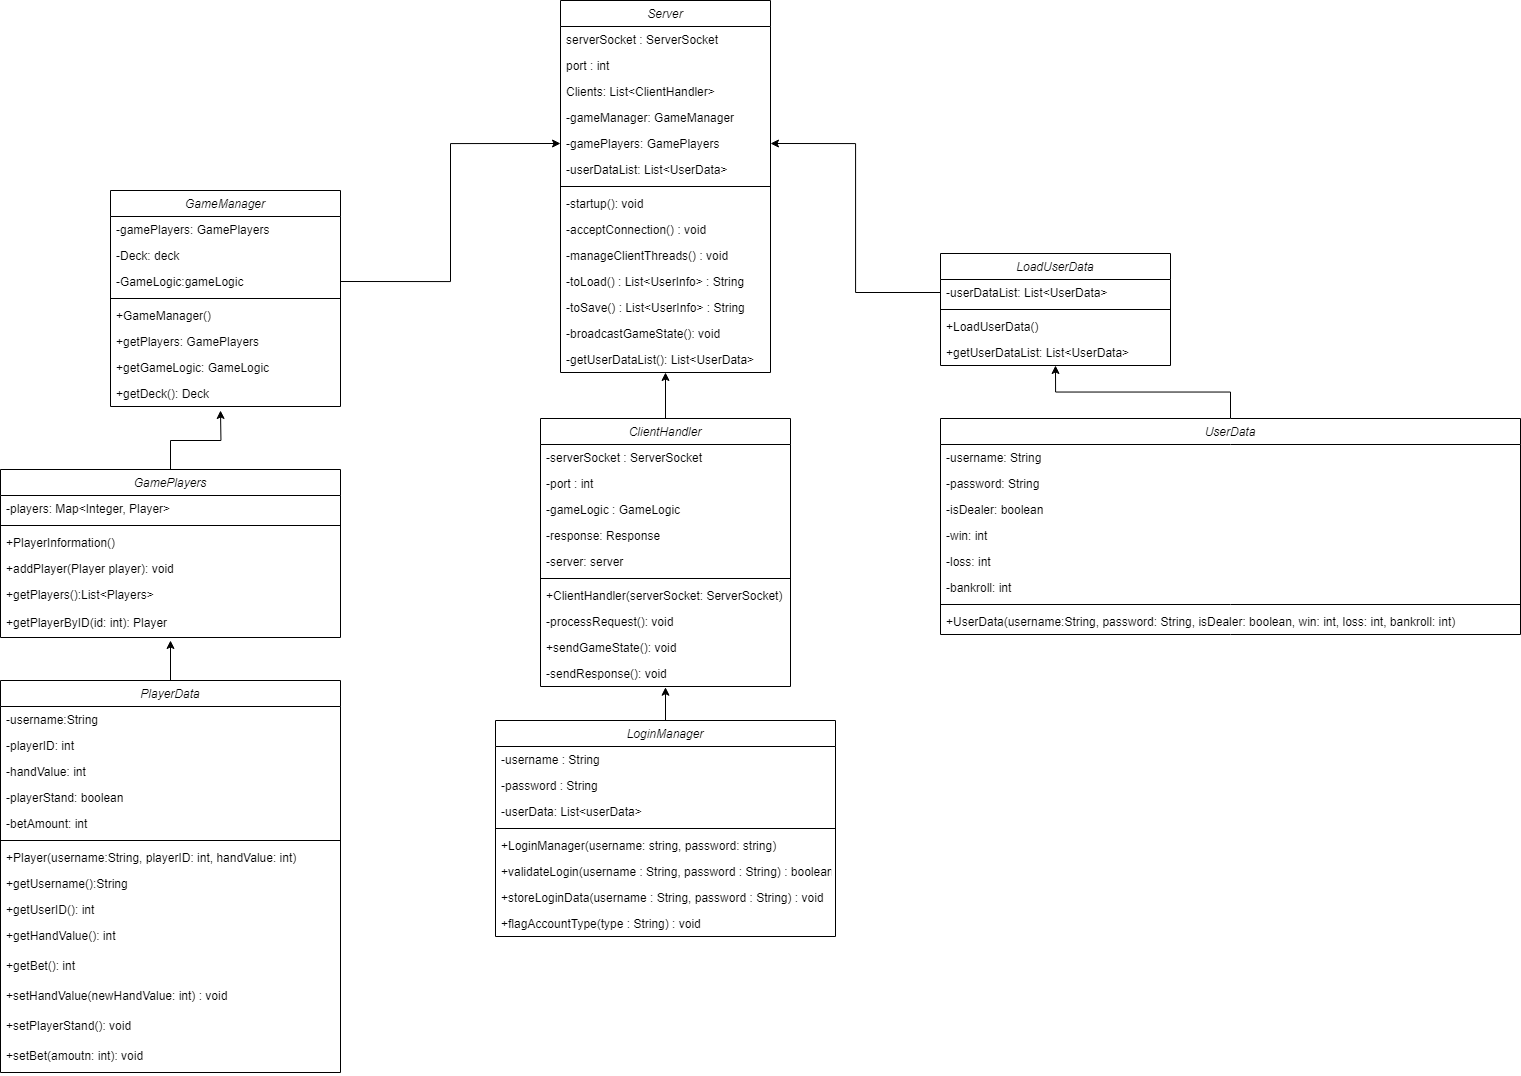 Server
serverSocket : ServerSocket
port : int
Clients: List<ClientHandler>
-gameManager: GameManager
-gamePlayers: GamePlayers
-userDataList: List<UserData>
-startup(): void
-acceptConnection() : void
-manageClientThreads() : void
-toLoad() : List<UserInfo> : String
-toSave() : List<UserInfo> : String
-broadcastGameState(): void
-getUserDataList(): List<UserData>
GameManager
-gamePlayers: GamePlayers
-Deck: deck
-GameLogic:gameLogic
+GameManager()
+getPlayers: GamePlayers
+getGameLogic: GameLogic
+getDeck(): Deck
LoadUserData
-userDataList: List<UserData>
+LoadUserData()
+getUserDataList: List<UserData>
GamePlayers
-players: Map<Integer, Player>
+PlayerInformation()
+addPlayer(Player player): void
+getPlayers():List<Players>
+getPlayerByID(id: int): Player
ClientHandler
-serverSocket : ServerSocket
-port : int
-gameLogic : GameLogic
-response: Response
-server: server
+ClientHandler(serverSocket: ServerSocket)
-processRequest(): void
+sendGameState(): void
-sendResponse(): void
UserData
-username: String
-password: String
-isDealer: boolean
-win: int
-loss: int
-bankroll: int
+UserData(username:String, password: String, isDealer: boolean, win: int, loss: int, bankroll: int)
PlayerData
-username:String
-playerID: int
-handValue: int
-playerStand: boolean
-betAmount: int
+Player(username:String, playerID: int, handValue: int)
+getUsername():String
+getUserID(): int
+getHandValue(): int
+getBet(): int
+setHandValue(newHandValue: int) : void
+setPlayerStand(): void
+setBet(amoutn: int): void
LoginManager
-username : String
-password : String
-userData: List<userData>
+LoginManager(username: string, password: string)
+validateLogin(username : String, password : String) : boolean
+storeLoginData(username : String, password : String) : void
+flagAccountType(type : String) : void